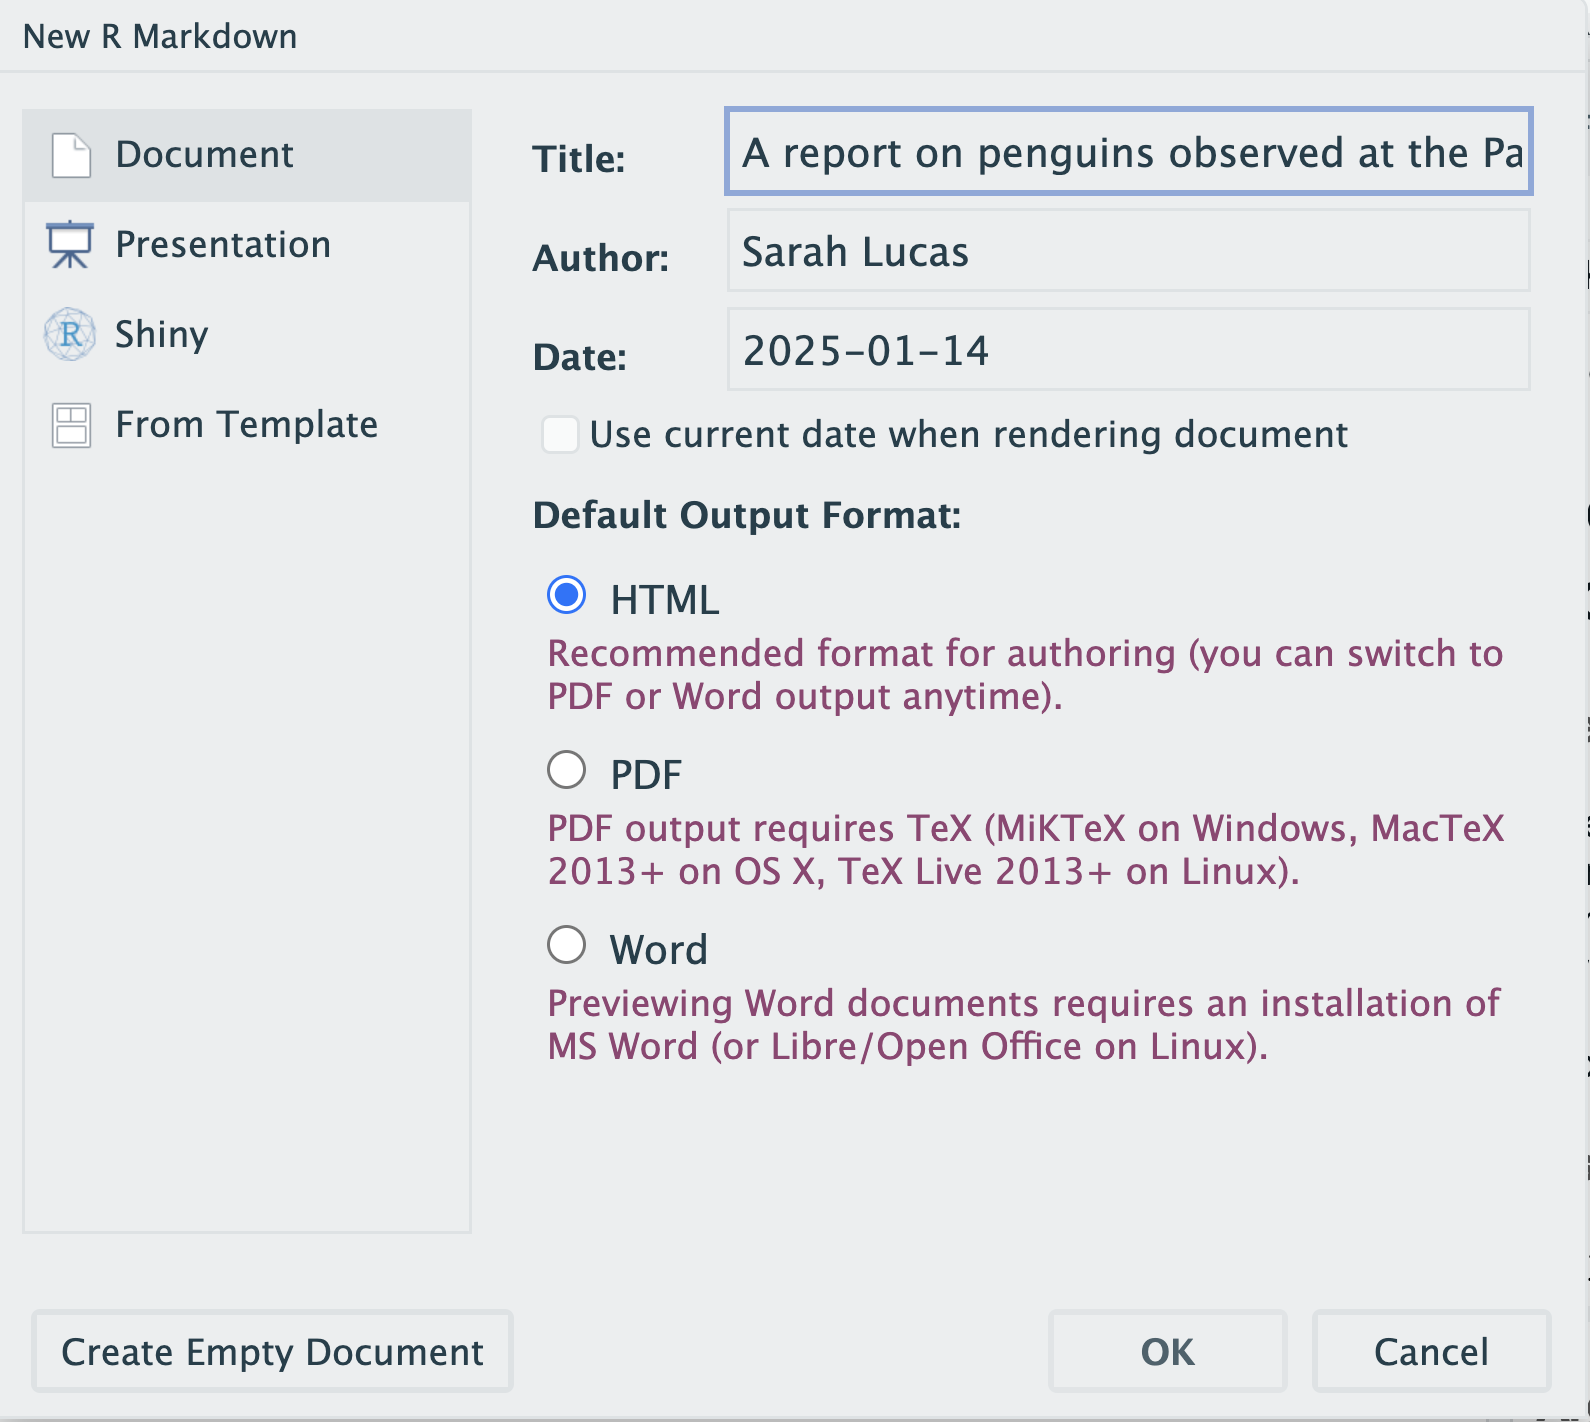 New R Markdown
Document
Presentation
Shiny
From Template
Title:
A report on penguins observed at the Pa
Author:
Sarah Lucas
Date:
2025-01-14
Use current date when rendering document
Default Output Format:
HTML
Recommended format for authoring (you can switch to
PDF or Word output anytime).
PDF
PDF output requires TeX (MiKTeX on Windows, MacTeX
2013+ on OS X, TeX Live 2013+ on Linux).
Word
Previewing Word documents requires an installation of
MS Word (or Libre/Open Office on Linux).
Create Empty Document
OK
Cancel